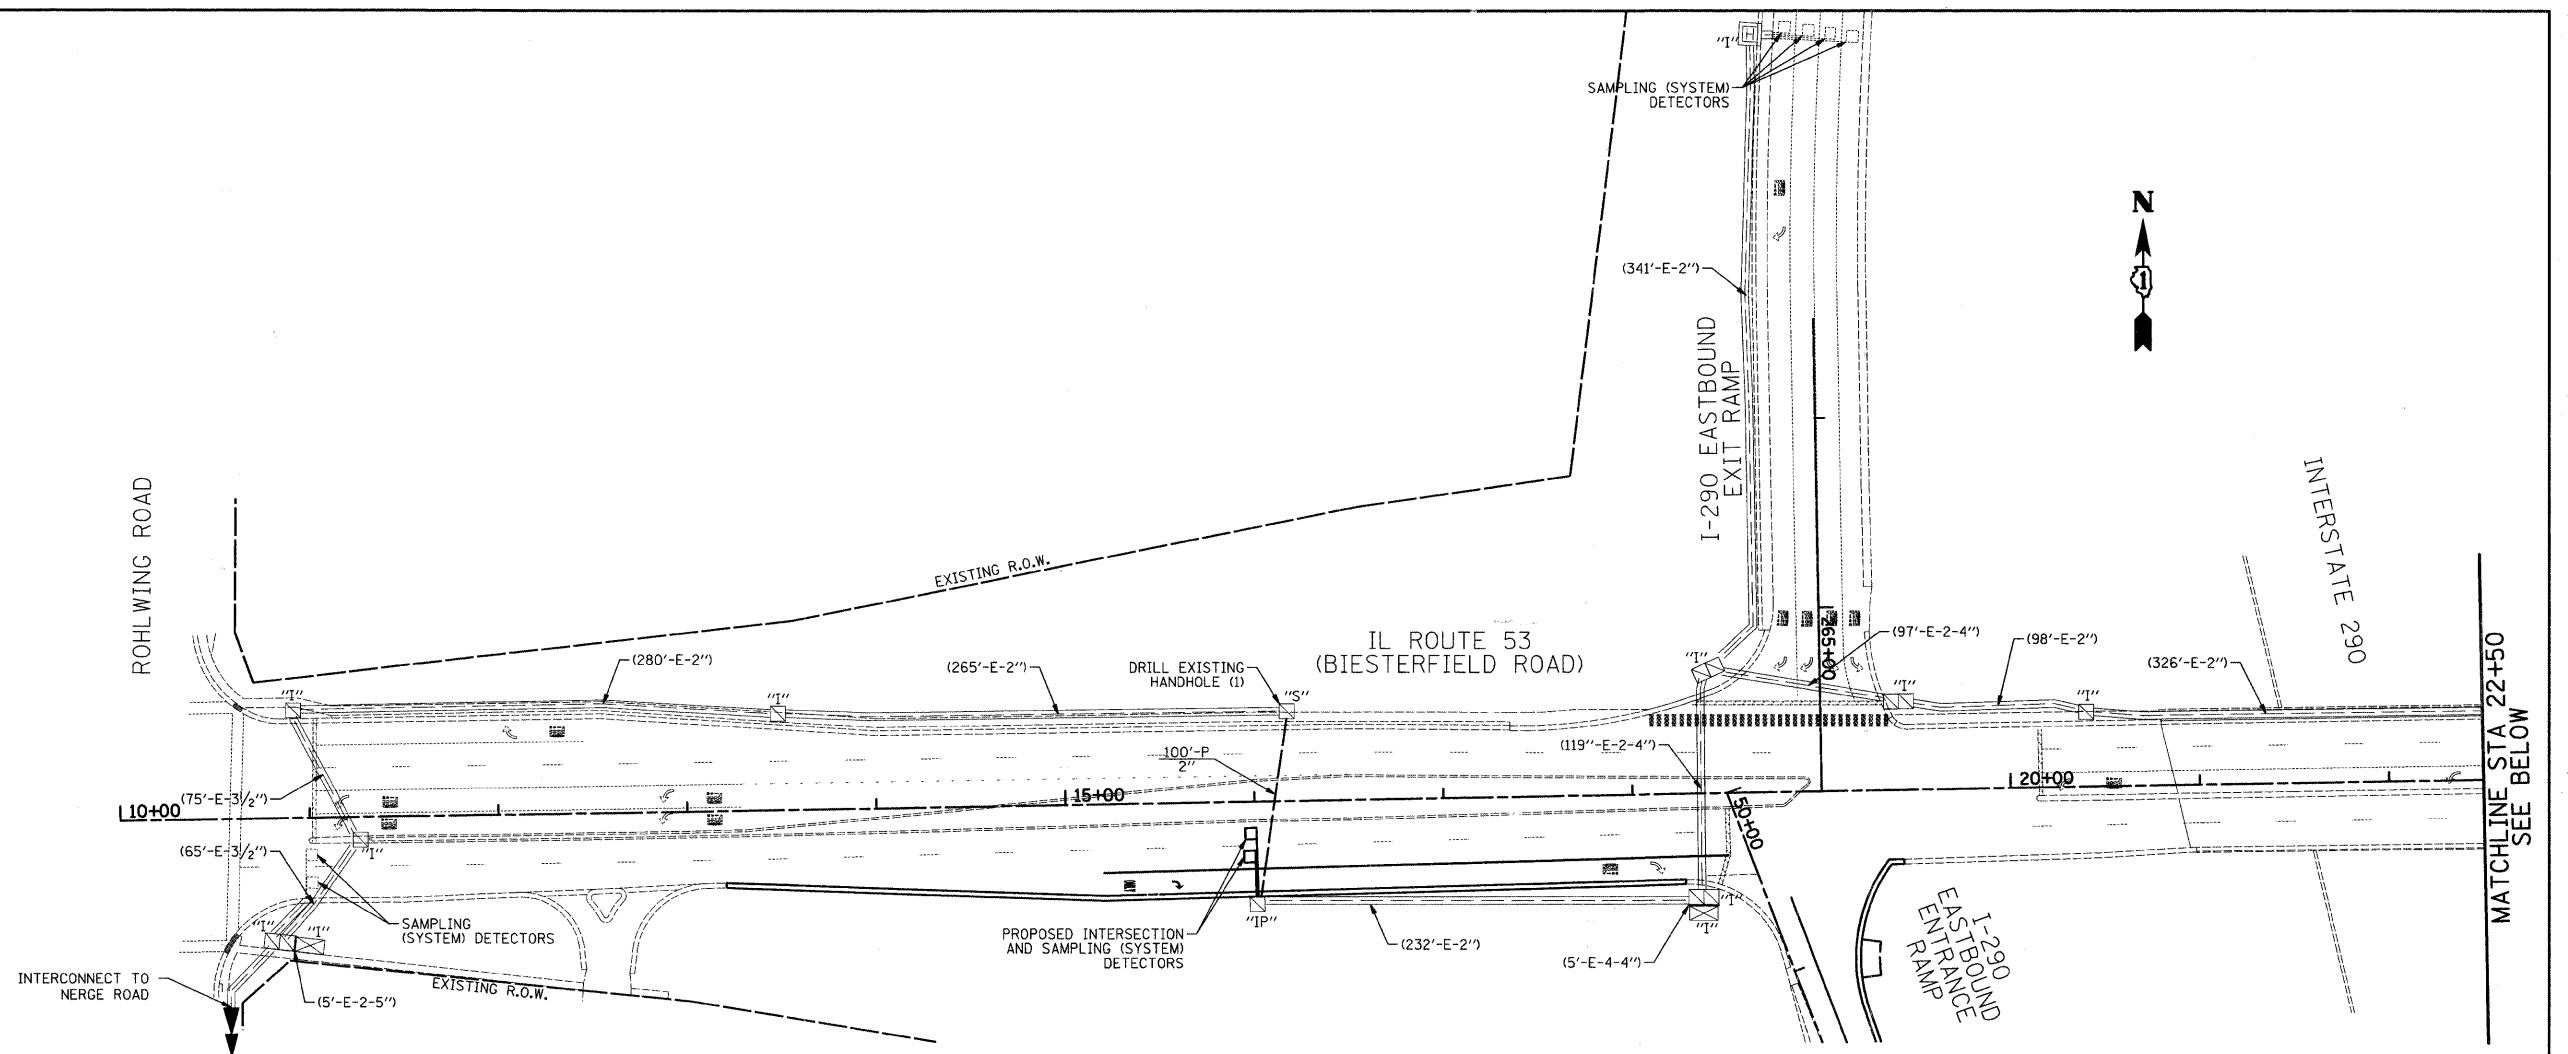 "I"
SAMPLING (SYSTEM)
DETECTORS
N
1
(341'-E-2")
I-290 EASTBOUND
EXIT RAMP
ROHLWING ROAD
INTERSTATE 290
EXISTING R.O.W.
IL ROUTE 53
(BIESTERFIELD ROAD)
265+00
(97'-E-2-4")
(98'-E-2")
(326'-E-2")
(280'-E-2")
(265'-E-2")
DRILL EXISTING
HANDHOLE (1)
"I"
"I"
"S"
"I"
"I"
"I"
MATCHLINE STA 22+50
SEE BELOW
(119''-E-2-4")
100'-P
2"
(75'-E-3½")
10+00
15+00
20+00
50+00
(65'-E-3½")
"I"
SAMPLING
(SYSTEM) DETECTORS
"I"
"I"
PROPOSED INTERSECTION
AND SAMPLING (SYSTEM)
DETECTORS
"IP"
(232'-E-2")
"I"
"I"
(5'-E-4-4")
I-290
EASTBOUND
ENTRANCE
RAMP
INTERCONNECT TO
NERGE ROAD
(5'-E-2-5")
EXISTING R.O.W.